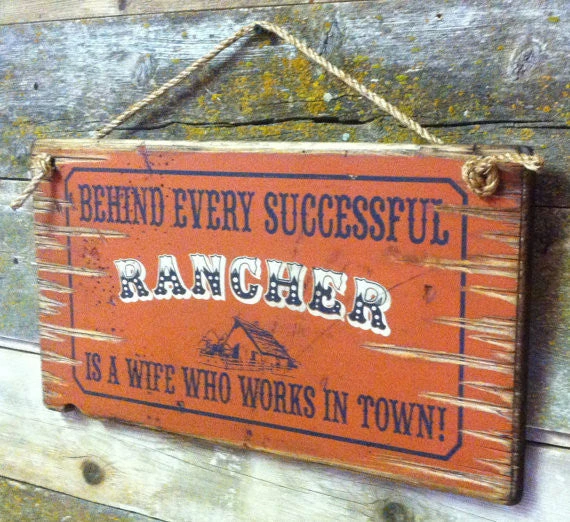 BEHIND EVERY SUCCESSFUL
RANCHER
IS A WIFE WHO WORKS IN TOWN!